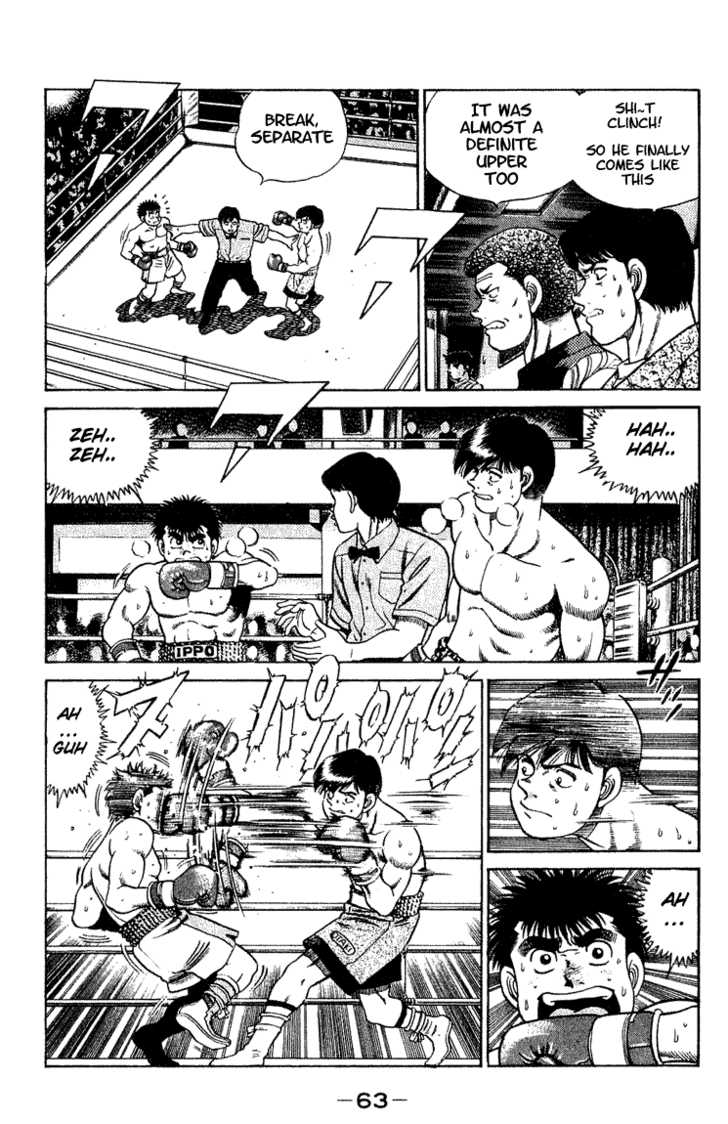 SHI~T
CLINCH!
SO HE FINALLY
COMES LIKE
THIS
IT WAS
ALMOST A
DEFINITE
UPPER
TOO
BREAK,
SEPARATE
HAH..
HAH..
ZEH..
ZEH..
IPPO
AH
...
AH
...
GUH
-63-